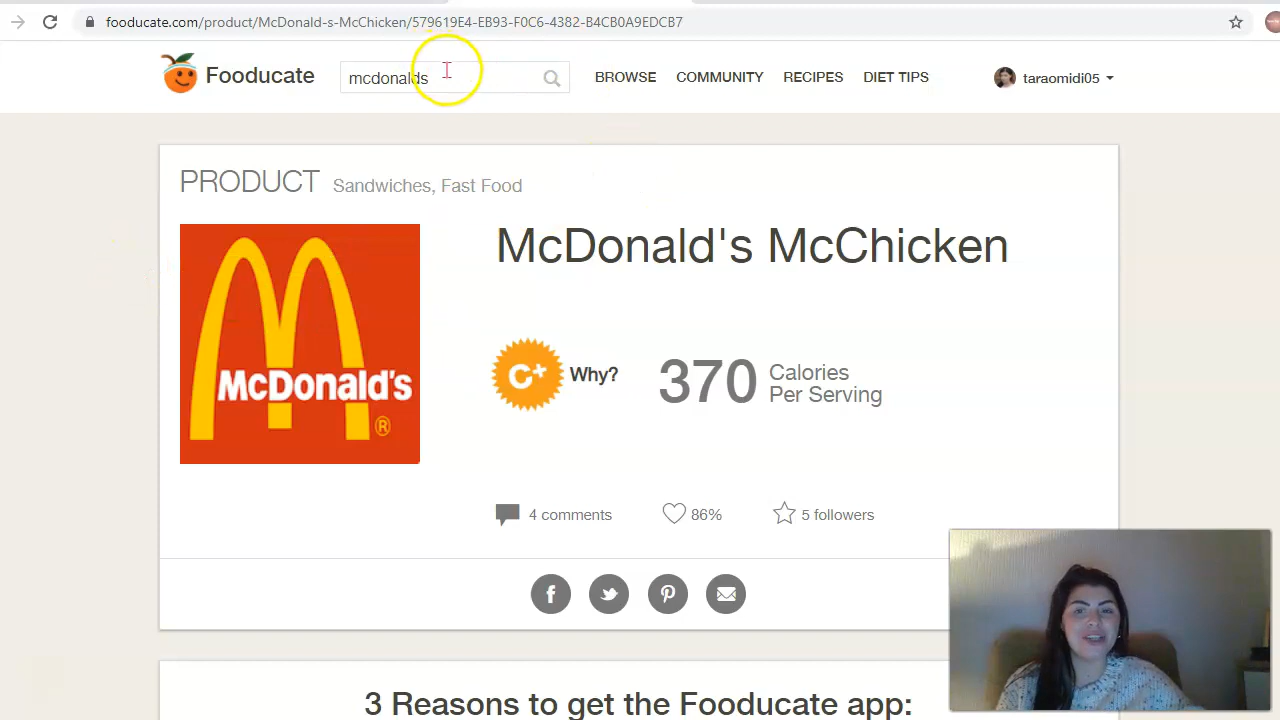 fooducate.com/product/McDonald-s-McChicken/579619E4-EB93-F0C6-4382-B4CB0A9EDCB7
Fooducate
mcdonalds
BROWSE COMMUNITY RECIPES DIET TIPS
taraomidi05
PRODUCT Sandwiches, Fast Food
McDonald's McChicken
McDonald's
®
C+ Why?
370 Calories
Per Serving
4 comments 86% 5 followers
3 Reasons to get the Fooducate app: